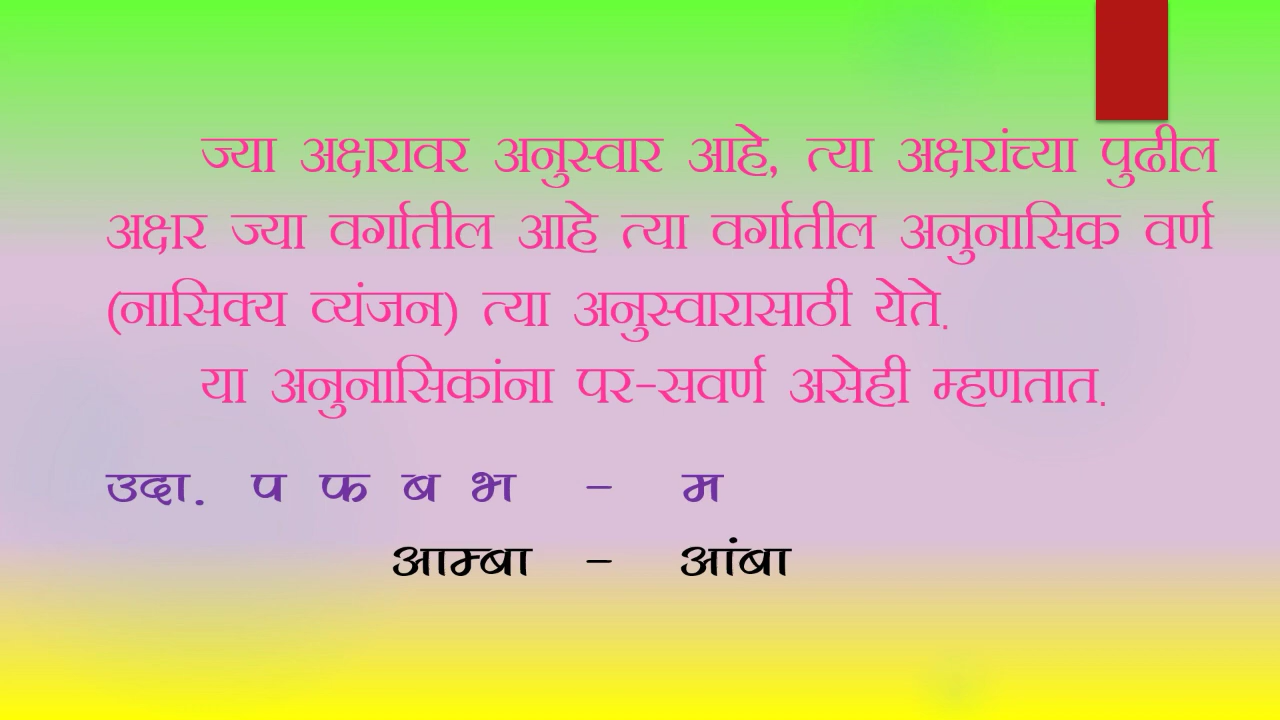 ज्या अक्षरावर अनुस्वार आहे, त्या अक्षरांच्या पुढील
अक्षर ज्या वर्गातील आहे त्या वर्गातील अनुनासिक वर्ण
(नासिक्य व्यंजन) त्या अनुस्वारासाठी येते.
या अनुनासिकांना पर-सवर्ण असेही म्हणतात.
उदा. प फ ब भ - म
आम्बा - आंबा